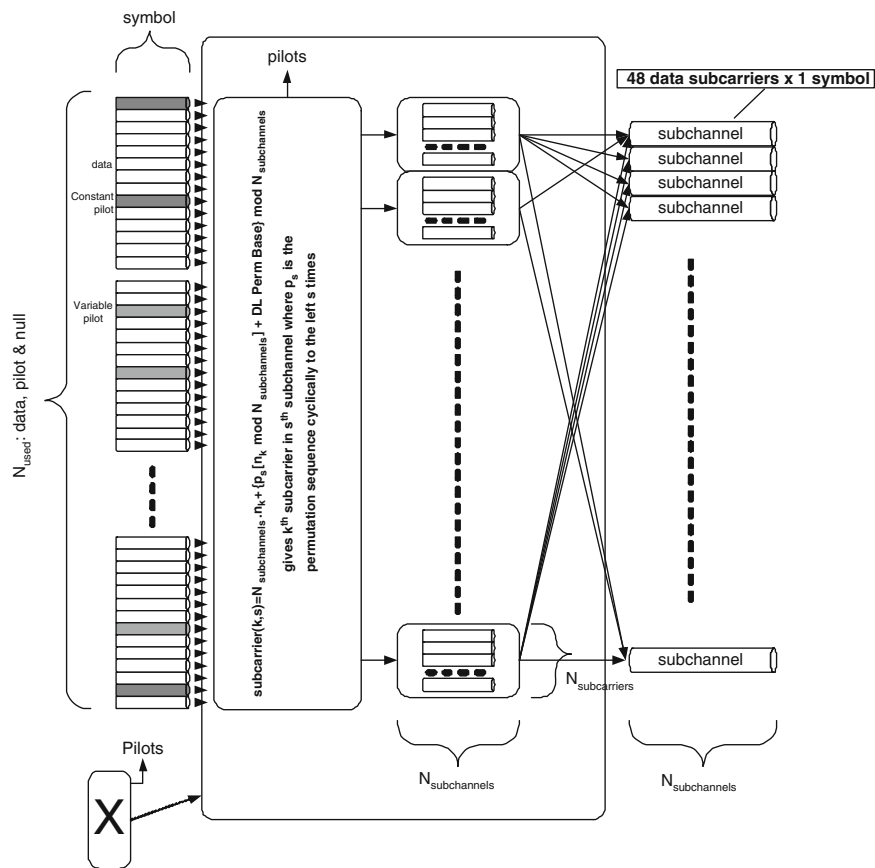 symbol
pilots
48 data subcarriers x 1 symbol
subchannel
subchannel
subchannel
subchannel
data
Constant
pilot
Variable
pilot
N_used: data, pilot & null
subcarrier(k,s)=N_subchannels .n_k + {p_s [n_k mod N_subchannels] + DL Perm Base} mod N_subchannels
gives k^th subcarrier in s^th subchannel where p_s is the
permutation sequence cyclically to the left s times
subchannel
N_subcarriers
N_subchannels
N_subchannels
Pilots
X